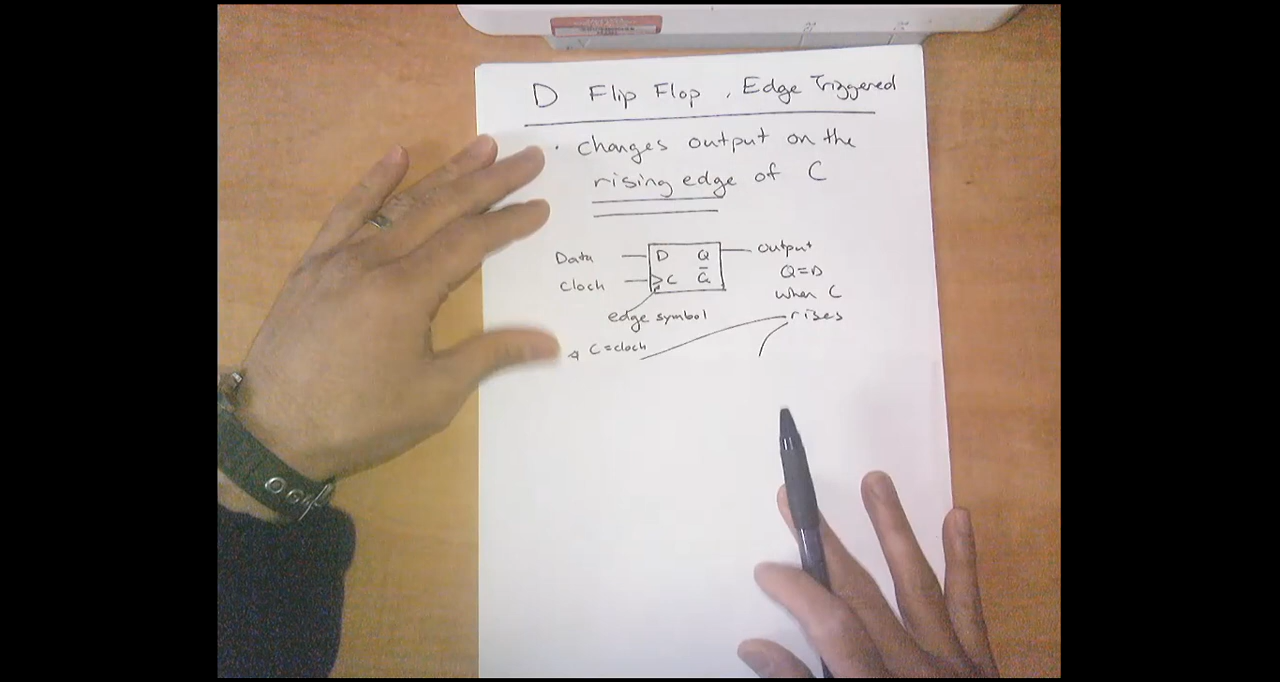 D Flip Flop, Edge Triggered
· changes output on the
rising edge of C
Data
Clock
D Q
C Q̅
output
Q=D
when C
rises
edge symbol
C=clock